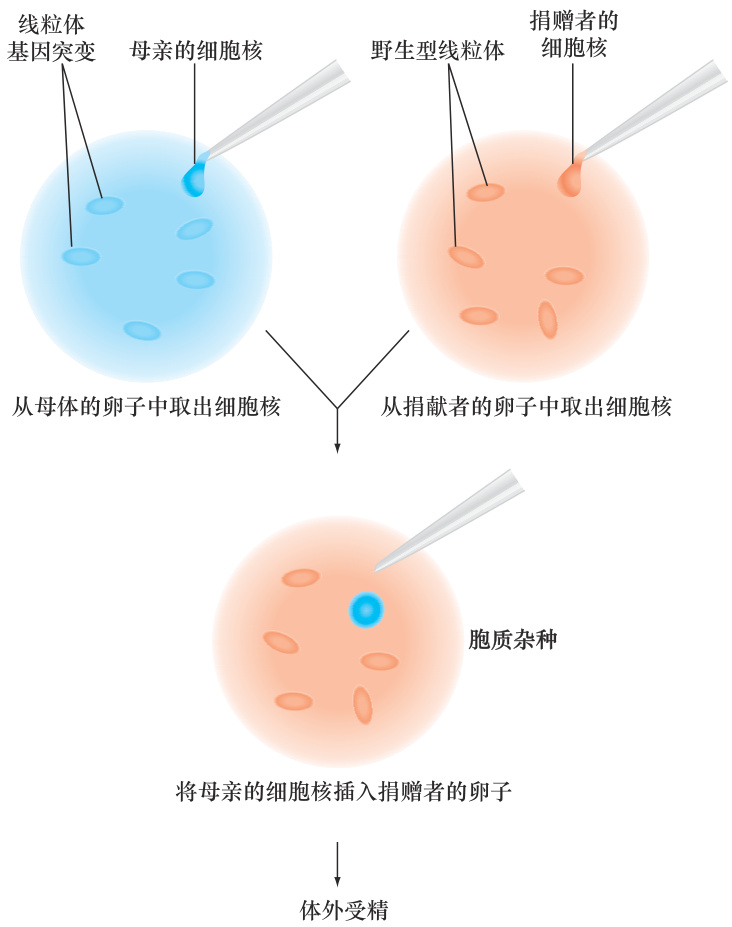 线粒体
基因突变
母亲的细胞核
野生型线粒体
捐赠者的
细胞核
从母体的卵子中取出细胞核
从捐献者的卵子中取出细胞核
胞质杂种
将母亲的细胞核插入捐赠者的卵子
体外受精